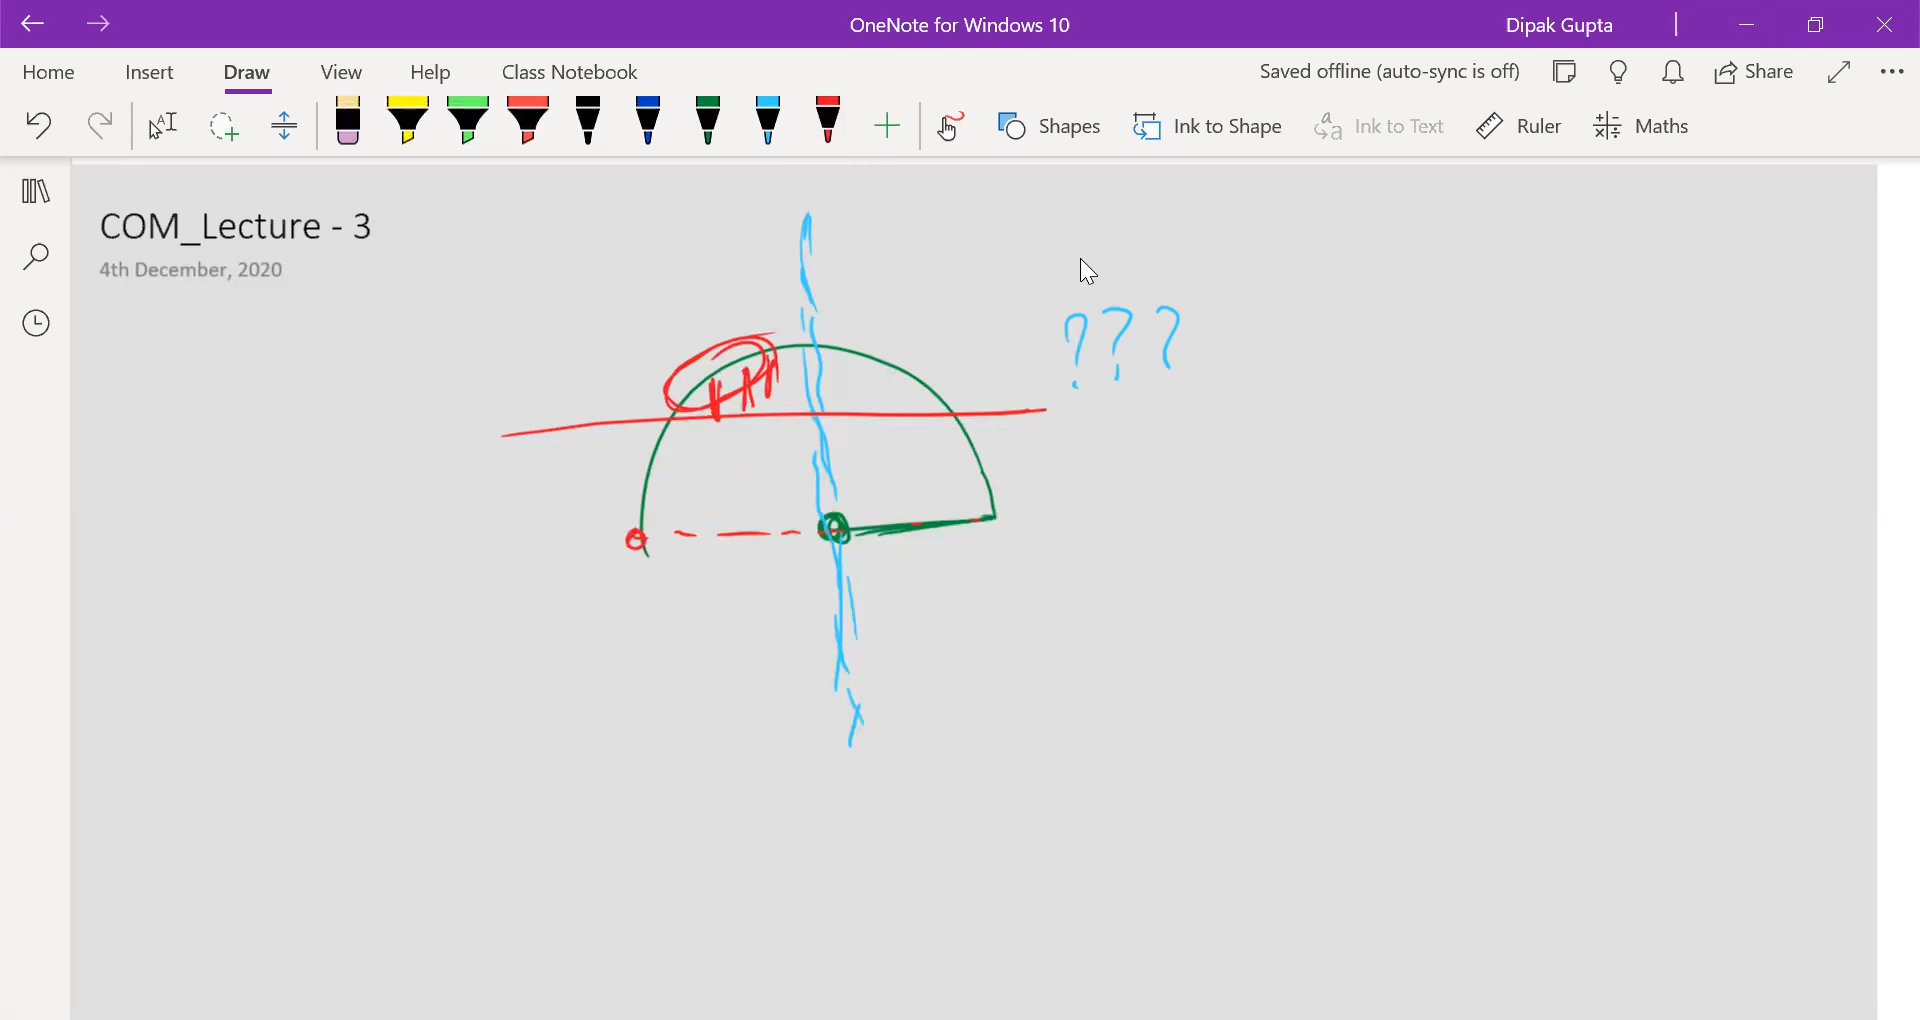 OneNote for Windows 10
Dipak Gupta
Home Insert Draw View Help Class Notebook
Saved offline (auto-sync is off) Share
Shapes Ink to Shape Ink to Text Ruler Maths
COM_Lecture - 3
4th December, 2020
???